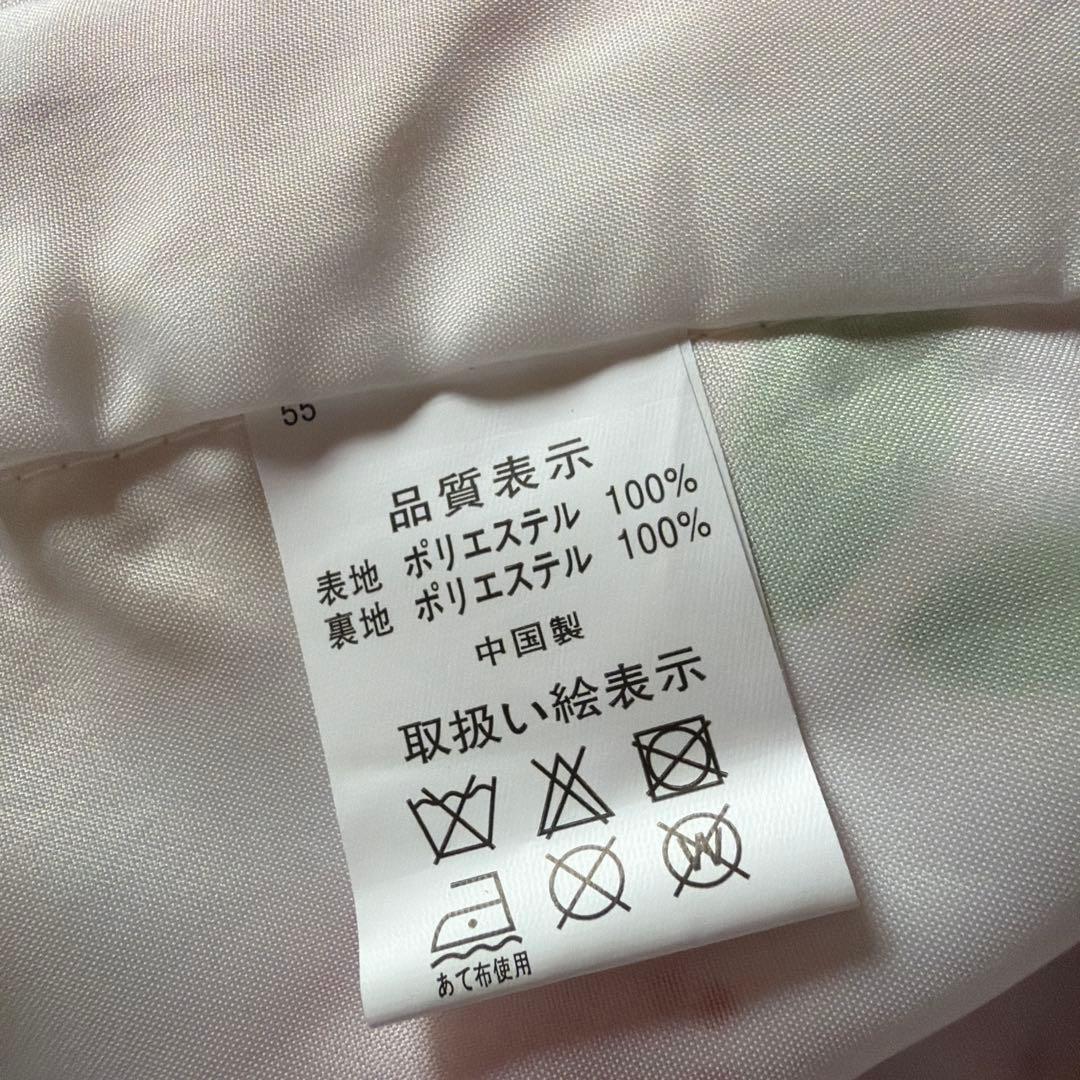 55
品質表示
表地 ポリエステル 100%
裏地 ポリエステル 100%
中国製
取扱い絵表示
W
あて布使用